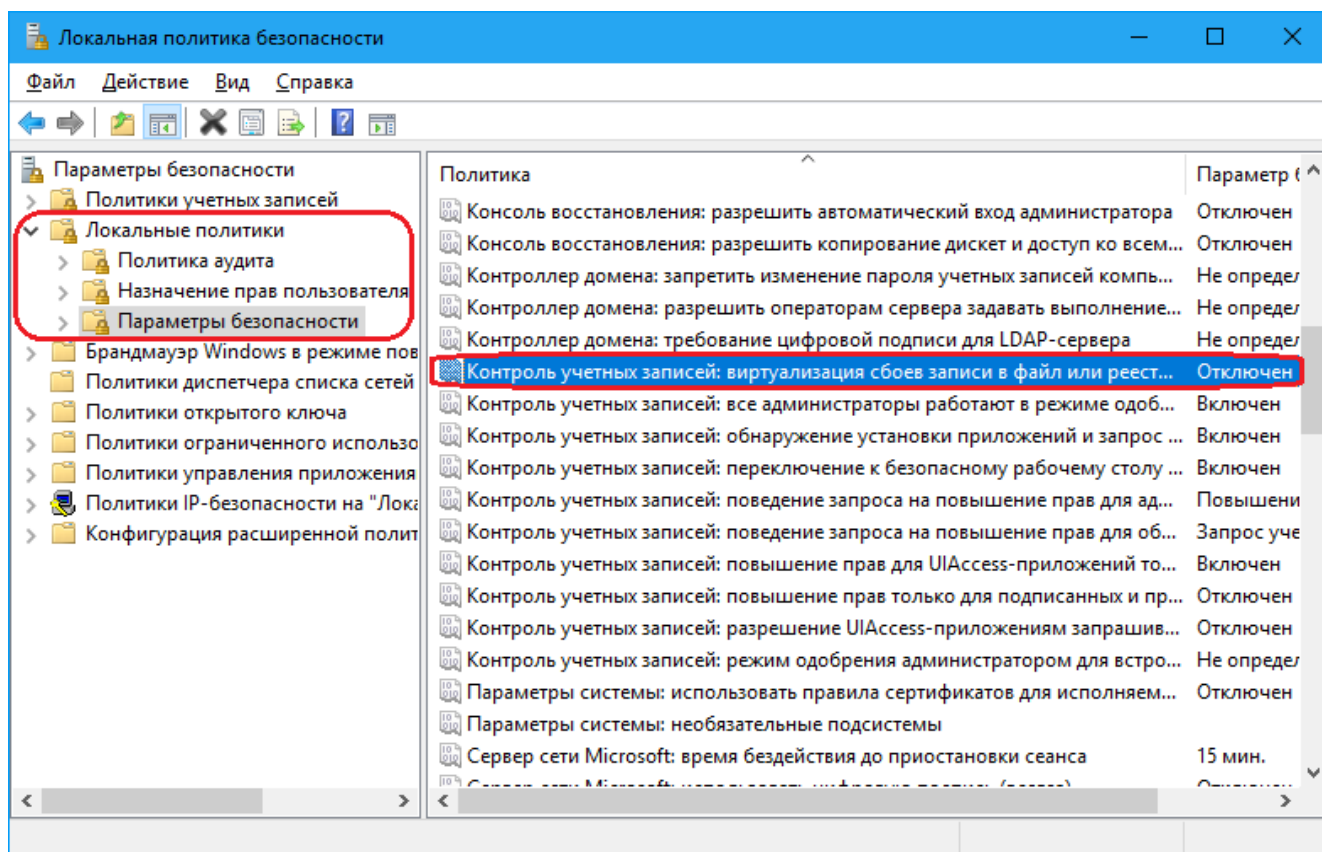 Локальная политика безопасности
Файл Действие Вид Справка
Параметры безопасности
Политики учетных записей
Локальные политики
Политика аудита
Назначение прав пользователя
Параметры безопасности
Брандмауэр Windows в режиме пов
Политики диспетчера списка сетей
Политики открытого ключа
Политики ограниченного использо
Политики управления приложения
Политики IP-безопасности на "Лока
Конфигурация расширенной полит
Политика Параметр
Консоль восстановления: разрешить автоматический вход администратора Отключен
Консоль восстановления: разрешить копирование дискет и доступ ко всем... Отключен
Контроллер домена: запретить изменение пароля учетных записей компь... Не определ
Контроллер домена: разрешить операторам сервера задавать выполнение... Не определ
Контроллер домена: требование цифровой подписи для LDAP-сервера Не определ
Контроль учетных записей: виртуализация сбоев записи в файл или реест... Отключен
Контроль учетных записей: все администраторы работают в режиме одоб... Включен
Контроль учетных записей: обнаружение установки приложений и запрос ... Включен
Контроль учетных записей: переключение к безопасному рабочему столу ... Включен
Контроль учетных записей: поведение запроса на повышение прав для ад... Повышени
Контроль учетных записей: поведение запроса на повышение прав для об... Запрос уче
Контроль учетных записей: повышение прав для UIAccess-приложений то... Включен
Контроль учетных записей: повышение прав только для подписанных и пр... Отключен
Контроль учетных записей: разрешение UIAccess-приложениям запрашив... Отключен
Контроль учетных записей: режим одобрения администратором для встро... Не определ
Параметры системы: использовать правила сертификатов для исполняем... Отключен
Параметры системы: необязательные подсистемы
Сервер сети Microsoft: время бездействия до приостановки сеанса 15 мин.